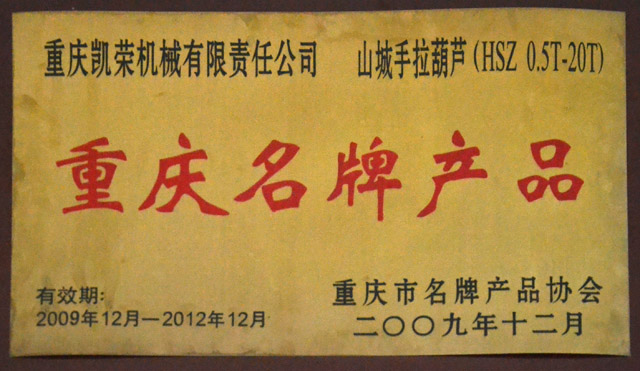 重庆凯荣机械有限责任公司 山城手拉葫芦(HSZ 0.5T-20T)
重庆名牌产品
有效期:
2009年12月—2012年12月
重庆市名牌产品协会
二〇〇九年十二月